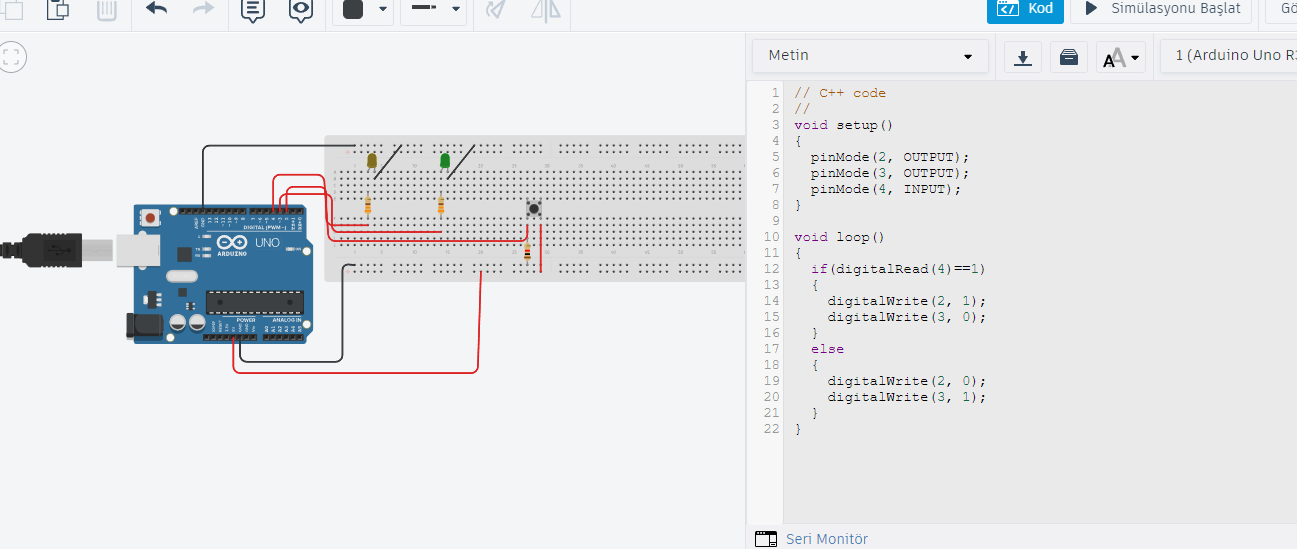 Kod
Simülasyonu Başlat
Gö
Metin
1 (Arduino Uno R3
1 // C++ code
2 //
3 void setup()
4 {
5 pinMode(2, OUTPUT);
6 pinMode(3, OUTPUT);
7 pinMode(4, INPUT);
8 }
9
10 void loop()
11 {
12 if(digitalRead(4)==1)
13 {
14 digitalWrite(2, 1);
15 digitalWrite(3, 0);
16 }
17 else
18 {
19 digitalWrite(2, 0);
20 digitalWrite(3, 1);
21 }
22 }
DIGITAL (PWM~)
UNO
ARDUINO
POWER
ANALOG IN
Seri Monitör